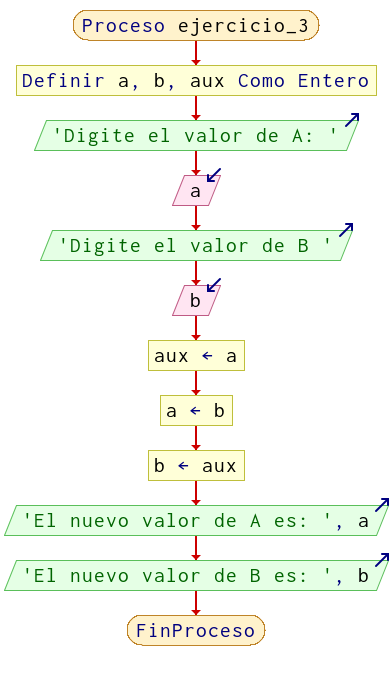 Proceso ejercicio_3
Definir a, b, aux Como Entero
'Digite el valor de A: '
a
'Digite el valor de B '
b
aux ← a
a ← b
b ← aux
'El nuevo valor de A es: ', a
'El nuevo valor de B es: ', b
FinProceso